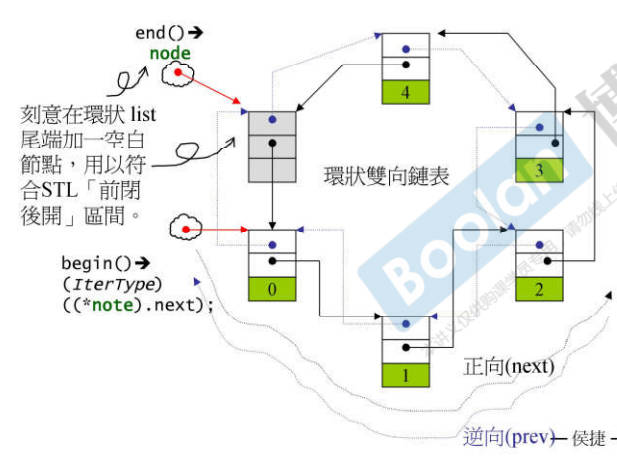 end()➔
node
刻意在環狀 list
尾端加一空白
節點，用以符
合STL「前閉
後開」區間。
4
3
環狀雙向鏈表
begin()➔
(IterType)
((*note).next);
0
2
1
正向(next)
逆向(prev)
侯捷
Boolan
博